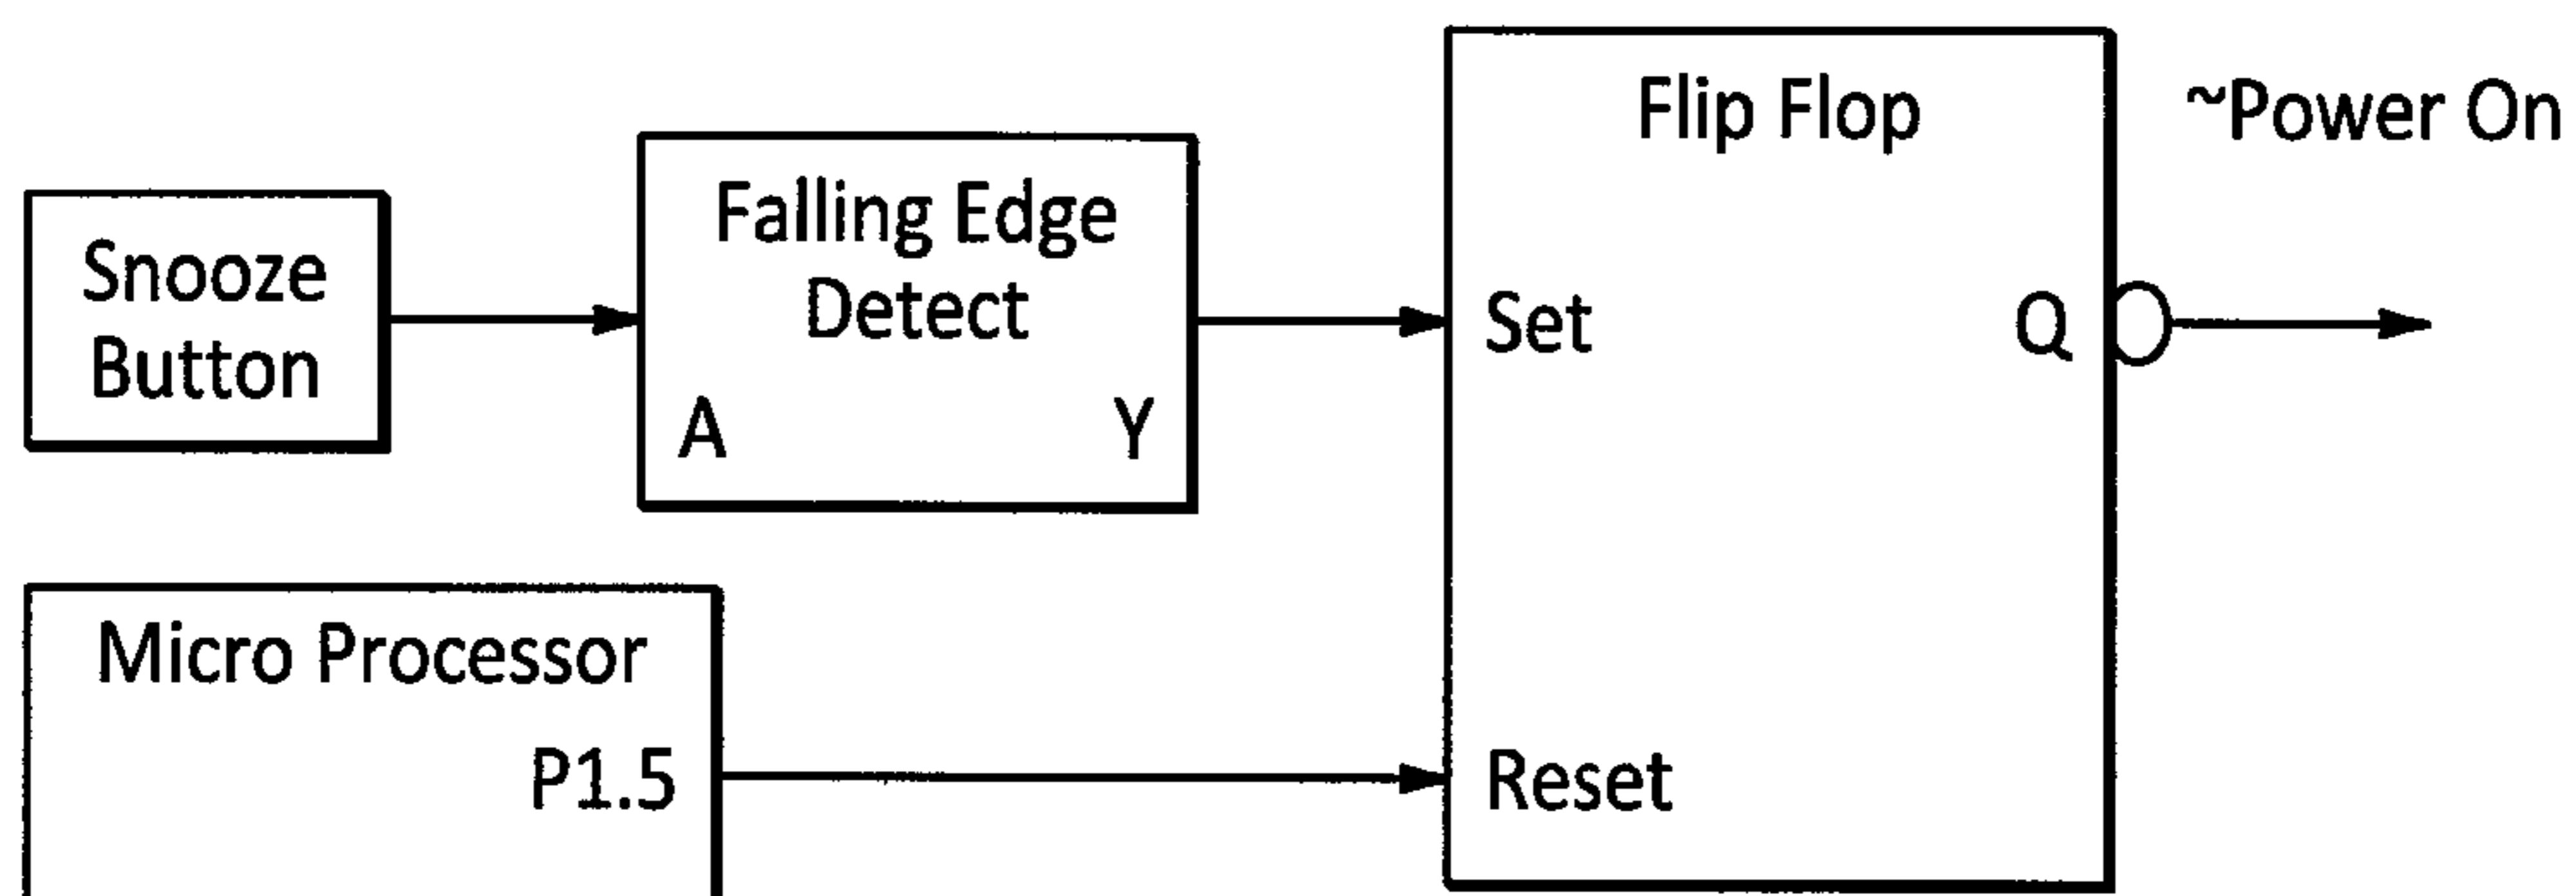 Snooze
Button
Falling Edge
Detect
A
Y
Flip Flop
Set
Q
Reset
~Power On
Micro Processor
P1.5